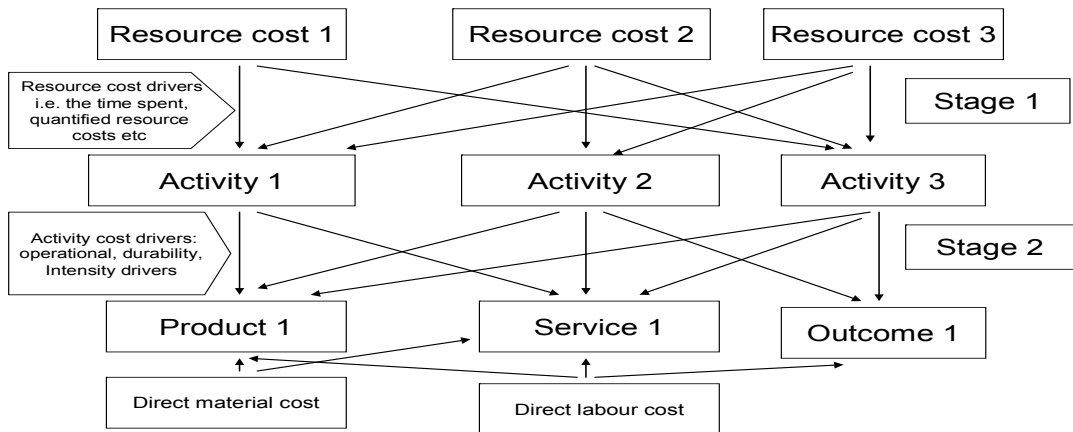 Resource cost 1
Resource cost 2
Resource cost 3
Resource cost drivers
i.e. the time spent,
quantified resource
costs etc
Stage 1
Activity 1
Activity 2
Activity 3
Activity cost drivers:
operational, durability,
Intensity drivers
Stage 2
Product 1
Service 1
Outcome 1
Direct material cost
Direct labour cost